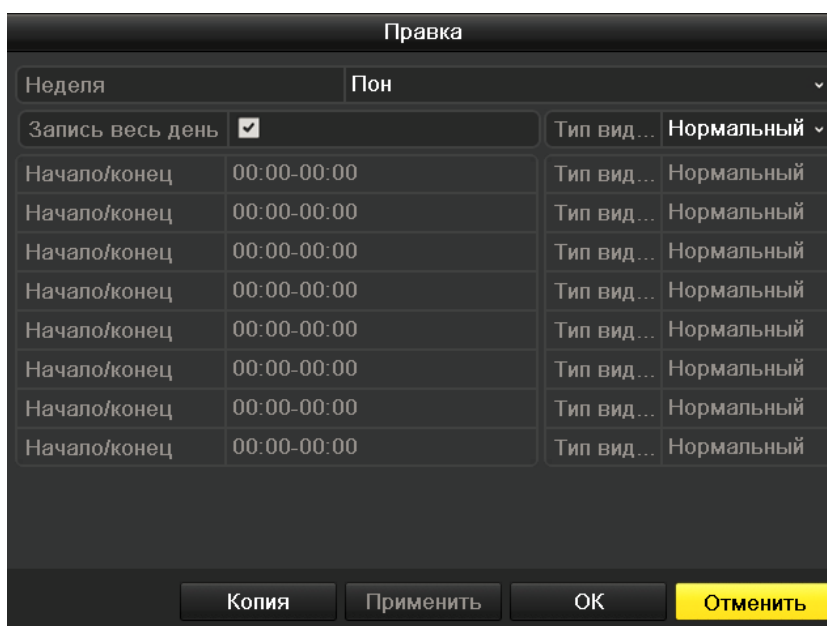 Правка
Неделя Пон
Запись весь день Тип вид... Нормальный
Начало/конец 00:00-00:00 Тип вид... Нормальный
Начало/конец 00:00-00:00 Тип вид... Нормальный
Начало/конец 00:00-00:00 Тип вид... Нормальный
Начало/конец 00:00-00:00 Тип вид... Нормальный
Начало/конец 00:00-00:00 Тип вид... Нормальный
Начало/конец 00:00-00:00 Тип вид... Нормальный
Начало/конец 00:00-00:00 Тип вид... Нормальный
Начало/конец 00:00-00:00 Тип вид... Нормальный
Копия Применить ОК Отменить